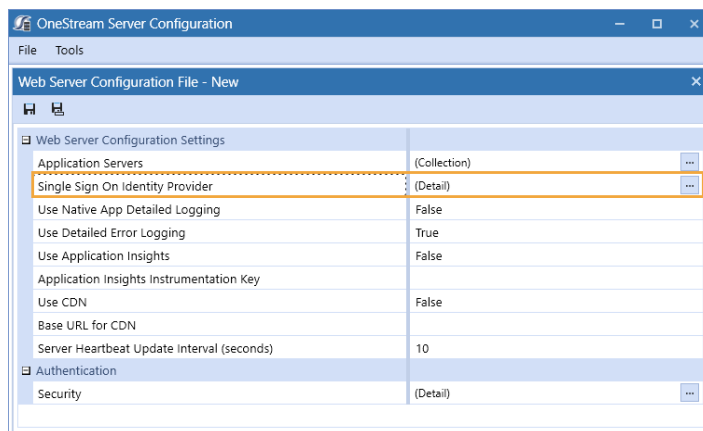 OneStream Server Configuration
File Tools
Web Server Configuration File - New
Web Server Configuration Settings
Application Servers (Collection) ...
Single Sign On Identity Provider (Detail) ...
Use Native App Detailed Logging False
Use Detailed Error Logging True
Use Application Insights False
Application Insights Instrumentation Key
Use CDN False
Base URL for CDN
Server Heartbeat Update Interval (seconds) 10
Authentication
Security (Detail) ...